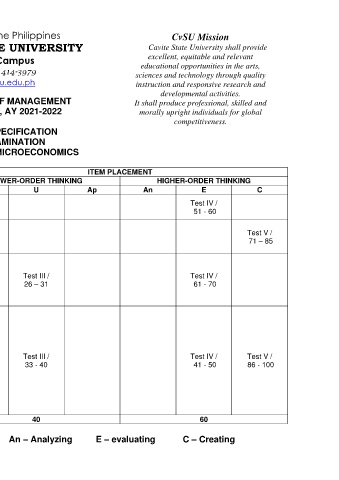 he Philippines
E UNIVERSITY
Campus
414-3979
u.edu.ph
F MANAGEMENT
, AY 2021-2022
PECIFICATION
AMINATION
MICROECONOMICS
CvSU Mission
Cavite State University shall provide
excellent, equitable and relevant
educational opportunities in the arts,
sciences and technology through quality
instruction and responsive research and
developmental activities.
It shall produce professional, skilled and
morally upright individuals for global
competitiveness.
ITEM PLACEMENT
WER-ORDER THINKING HIGHER-ORDER THINKING
U Ap An E C
Test IV /
51 - 60
Test V /
71 – 85
Test III /
26 – 31
Test IV /
61 - 70
Test III /
33 - 40
Test IV /
41 - 50
Test V /
86 - 100
40 60
An – Analyzing E – evaluating C – Creating